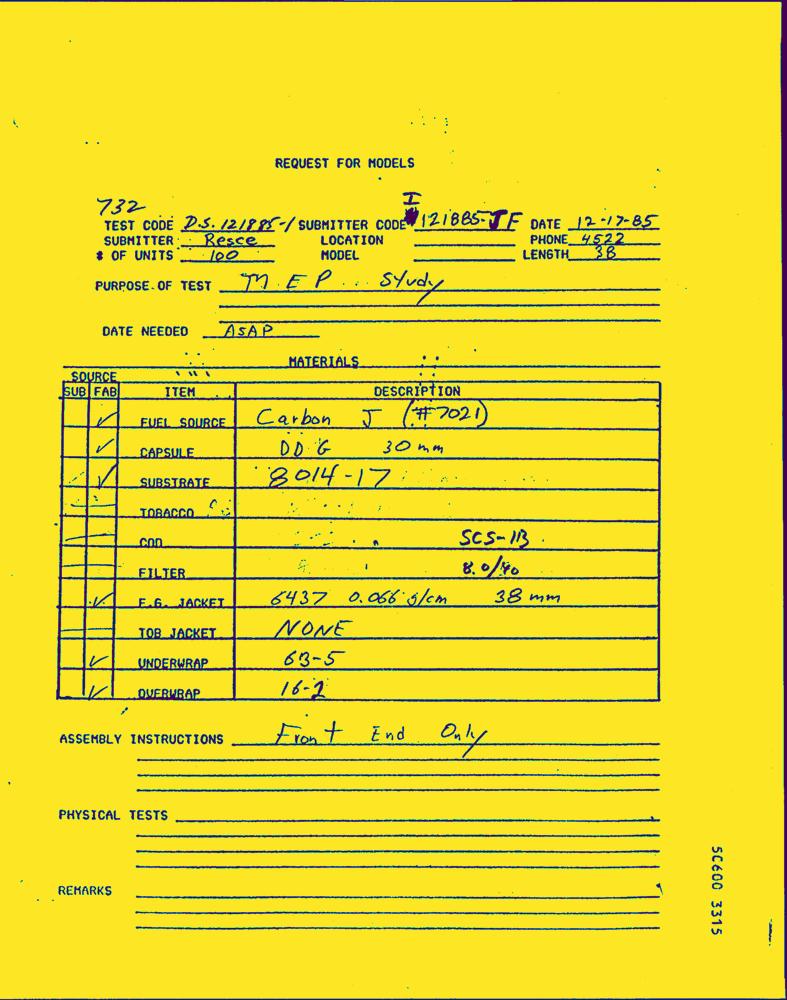 REQUEST FOR MODELS
732
I
TEST CODE D.S. 121885-1 SUBMITTER CODE 121885-JF DATE 12-17-85
SUBMITTER Resce LOCATION PHONE 4522
# OF UNITS 100 MODEL LENGTH 38
PURPOSE OF TEST M.E P... Study
DATE NEEDED ASAP
MATERIALS
SOURCE
SUB FAB ITEM DESCRIPTION
✓ FUEL SOURCE Carbon J (#7021)
✓ CAPSULE DD G 30 mm
✓ SUBSTRATE 8014-17
TOBACCO
SCS-1B
FILTER 8.0/40
✓ F.G. JACKET 6437 0.066 g/cm 38 mm
TOB JACKET NONE
✓ UNDERWRAP 63-5
✓ OVERWRAP 16-2
ASSEMBLY INSTRUCTIONS Front End Only
PHYSICAL TESTS
REMARKS
50600 3315